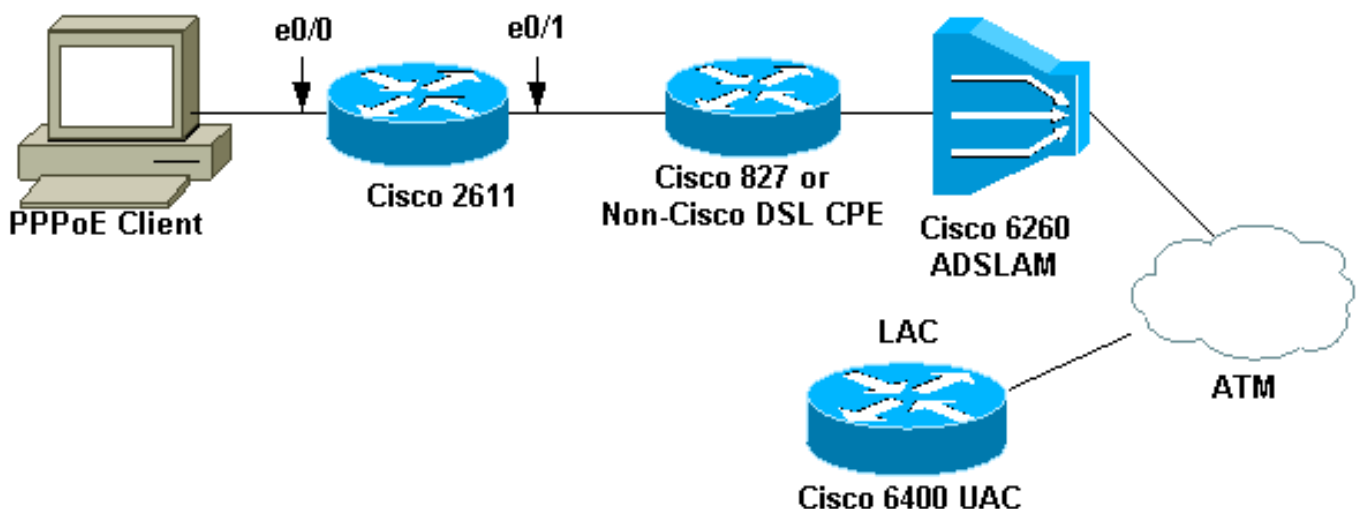 e0/0
e0/1
PPPoE Client
Cisco 2611
Cisco 827 or
Non-Cisco DSL CPE
Cisco 6260
ADSLAM
ATM
LAC
Cisco 6400 UAC